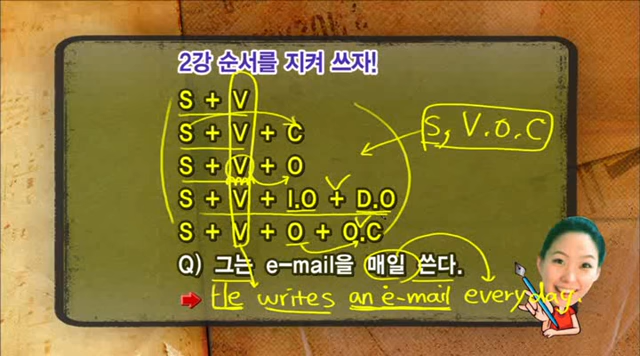 2강 순서를 지켜 쓰자!
S + V
S + V + C
S + V + O
S, V.O.C
S + V + I.O + D.O
S + V + O + O.C
Q) 그는 e-mail을 매일 쓴다.
He writes an e-mail everyday.